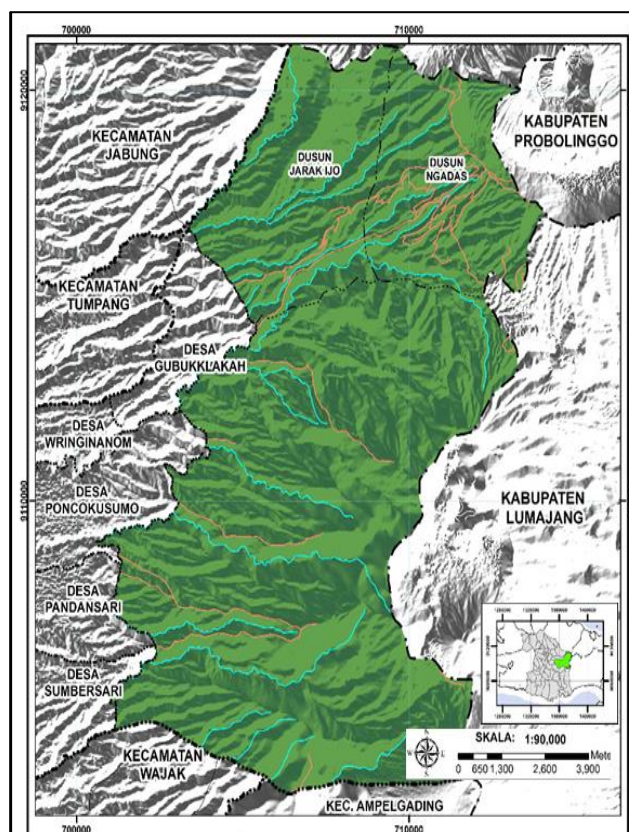 700000
710000
9120000
KECAMATAN
JABUNG
DUSUN
JARAK IJO
DUSUN
NGADAS
KABUPATEN
PROBOLINGGO
KECAMATAN
TUMPANG
DESA
GUBUKKLAKAH
DESA
WRINGINANOM
DESA
PONCOKUSUMO
9110000
KABUPATEN
LUMAJANG
DESA
PANDANSARI
DESA
SUMBERSARI
KECAMATAN
WAJAK
SKALA: 1:90,000
Mete
0 650 1,300 2,600 3,900
KEC. AMPELGADING
700000
710000